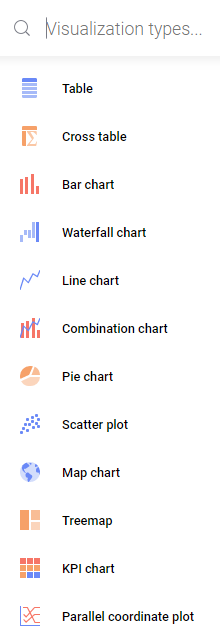 Visualization types...
Table
Cross table
Bar chart
Waterfall chart
Line chart
Combination chart
Pie chart
Scatter plot
Map chart
Treemap
KPI chart
Parallel coordinate plot